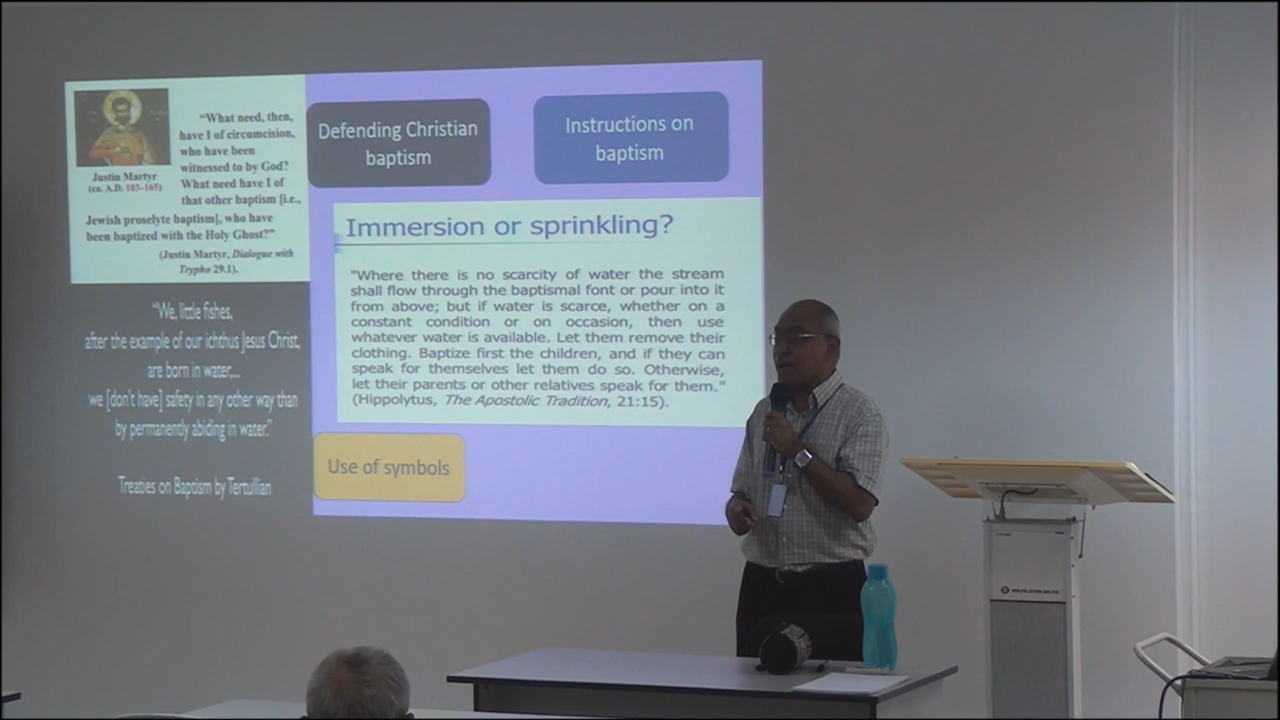 "What need, then,
have I of circumcision,
who have been
witnessed to by God?
What need have I of
that other baptism [i.e.,
Jewish proselyte baptism], who have
been baptized with the Holy Ghost?"
(Justin Martyr, Dialogue with
Trypho 29.1).
Justin Martyr
(ca. A.D. 103–165)
"We, little fishes,
after the example of our ichthus Jesus Christ,
are born in water,...
we [don't have] safety in any other way than
by permanently abiding in water."
Treaties on Baptism by Tertullian
Defending Christian
baptism
Instructions on
baptism
Immersion or sprinkling?
"Where there is no scarcity of water the stream
shall flow through the baptismal font or pour into it
from above; but if water is scarce, whether on a
constant condition or on occasion, then use
whatever water is available. Let them remove their
clothing. Baptize first the children, and if they can
speak for themselves let them do so. Otherwise,
let their parents or other relatives speak for them."
(Hippolytus, The Apostolic Tradition, 21:15).
Use of symbols